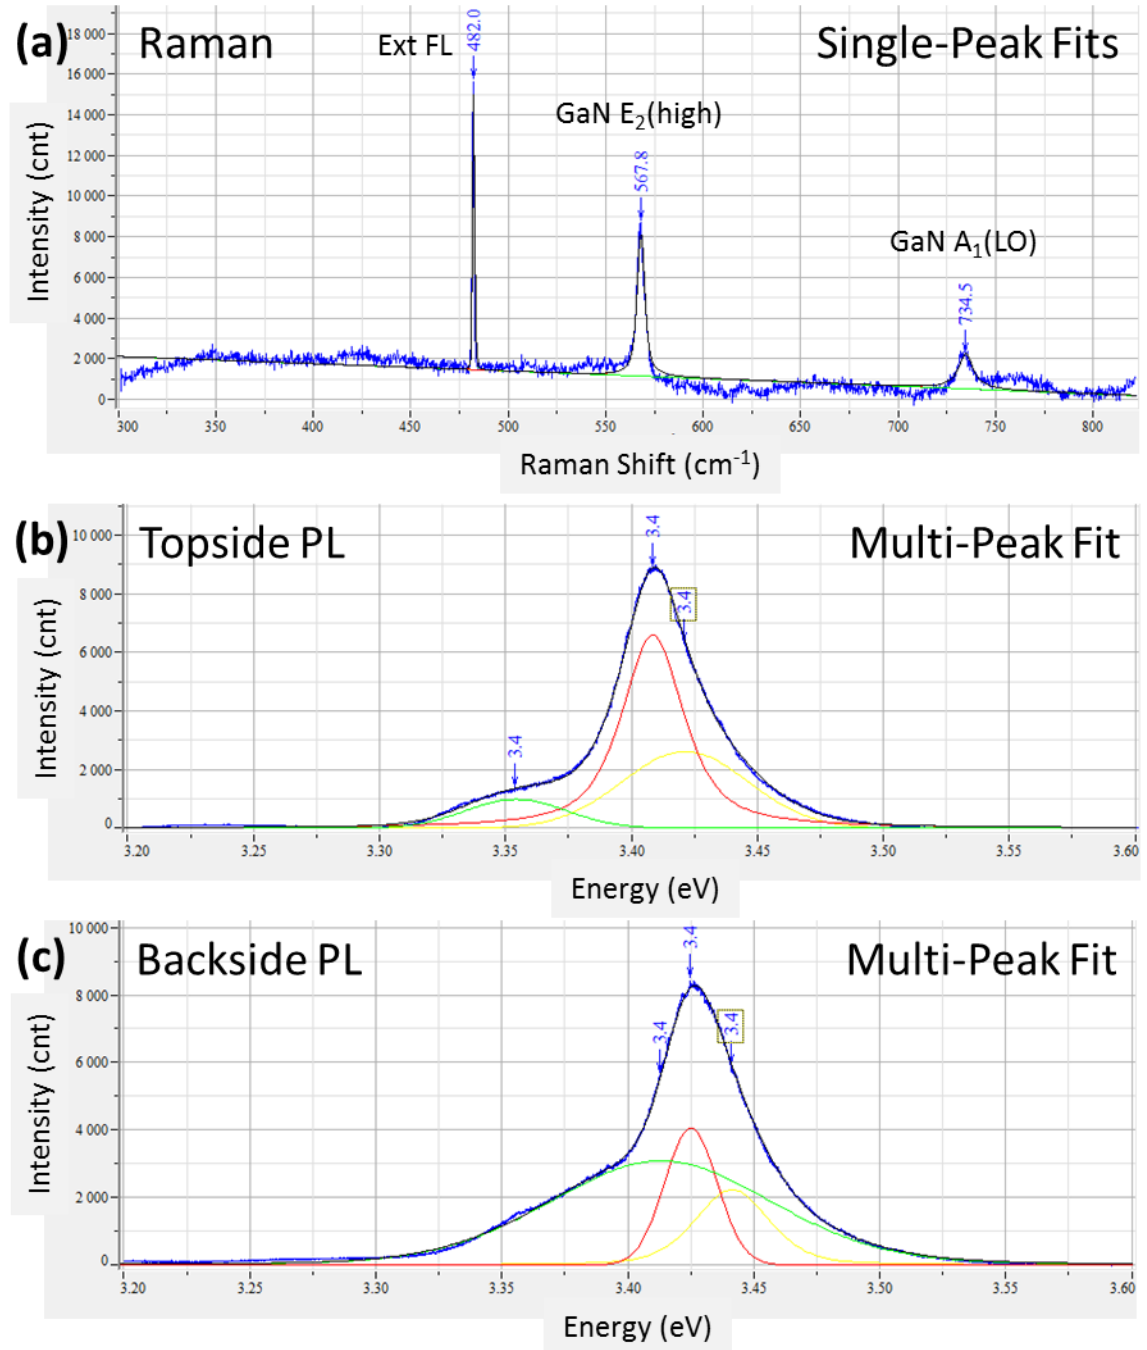 (a) Raman Ext FL 482.0 Single-Peak Fits
GaN E₂(high)
567.8
GaN A₁(LO)
734.5
Intensity (cnt)
18 000
16 000
14 000
12 000
10 000
8 000
6 000
4 000
2 000
0
300 350 400 450 500 550 600 650 700 750 800
Raman Shift (cm⁻¹)
(b) Topside PL 3.4 Multi-Peak Fit
3.4
3.4
Intensity (cnt)
10 000
8 000
6 000
4 000
2 000
0
3.20 3.25 3.30 3.35 3.40 3.45 3.50 3.55 3.60
Energy (eV)
(c) Backside PL 3.4 Multi-Peak Fit
3.4 3.4
Intensity (cnt)
10 000
8 000
6 000
4 000
2 000
0
3.20 3.25 3.30 3.35 3.40 3.45 3.50 3.55 3.60
Energy (eV)